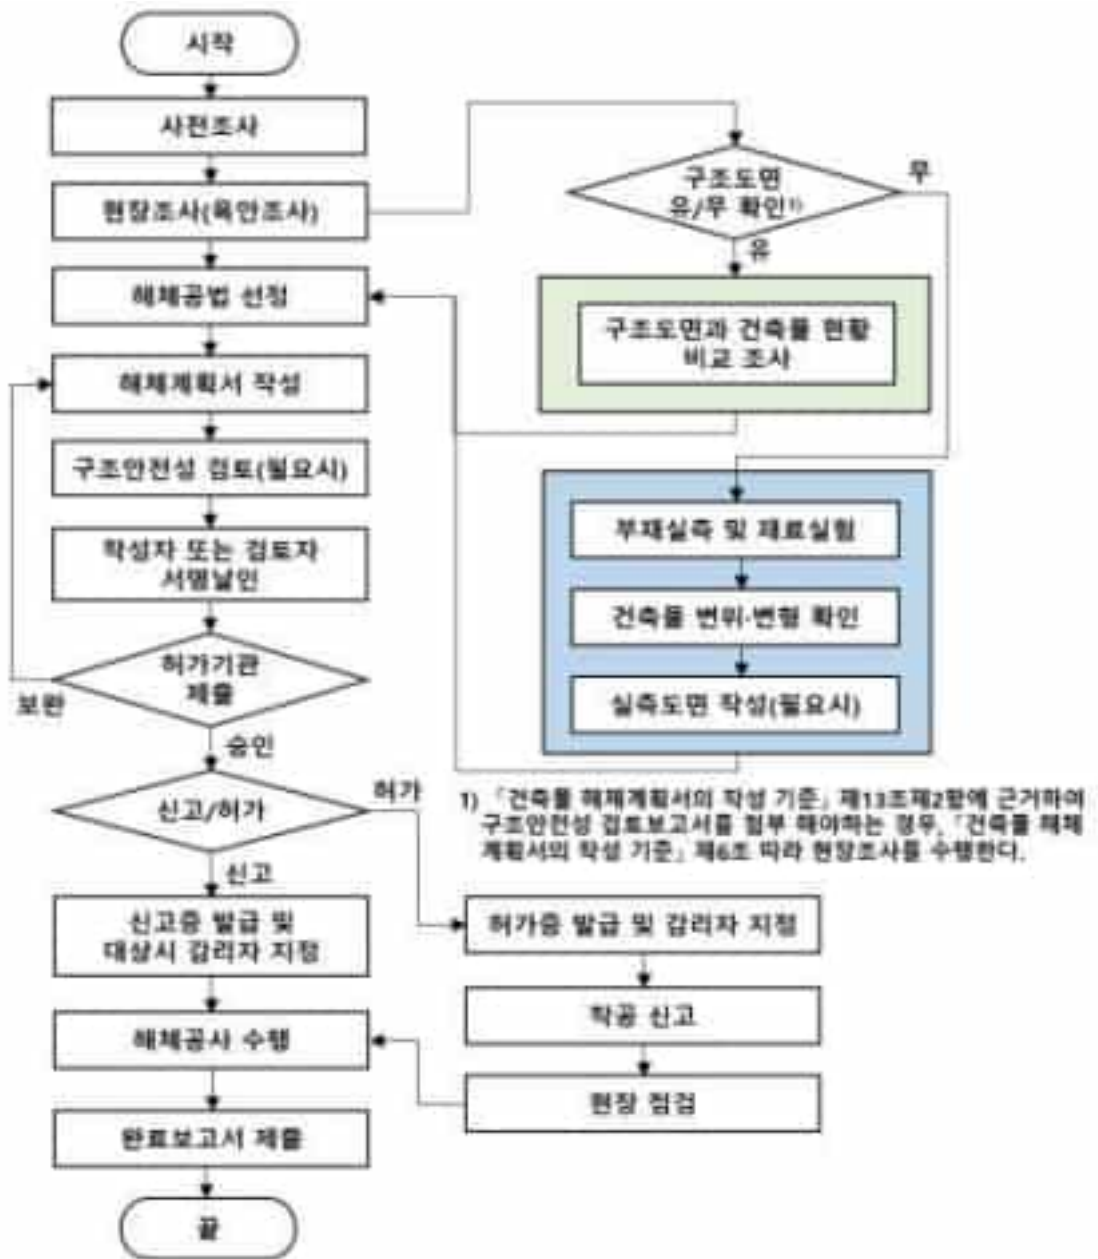 시작
사전조사
현장조사(육안조사)
해체공법 선정
해체계획서 작성
구조안전성 검토(필요시)
작성자 또는 검토자
서명날인
허가기관
제출
보완
승인
신고/허가
허가
신고
신고증 발급 및
대상시 감리자 지정
해체공사 수행
완료보고서 제출
끝
구조도면
유/무 확인1)
무
유
구조도면과 건축물 현황
비교 조사
부재실측 및 재료실험
건축물 변위·변형 확인
실측도면 작성(필요시)
1) 「건축물 해체계획서의 작성 기준」 제13조제2항에 근거하여
구조안전성 검토보고서를 첨부 해야하는 경우, 「건축물 해체
계획서의 작성 기준」 제6조 따라 현장조사를 수행한다.
허가증 발급 및 감리자 지정
착공 신고
현장 점검